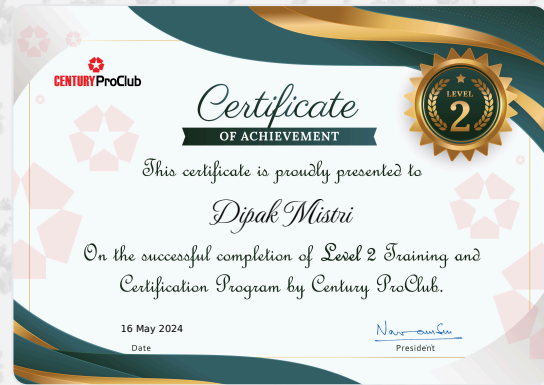 CENTURY ProClub
Certificate
OF ACHIEVEMENT
LEVEL
2
This certificate is proudly presented to
Dipak Mistri
On the successful completion of Level 2 Training and
Certification Program by Century ProClub.
16 May 2024
Date
President